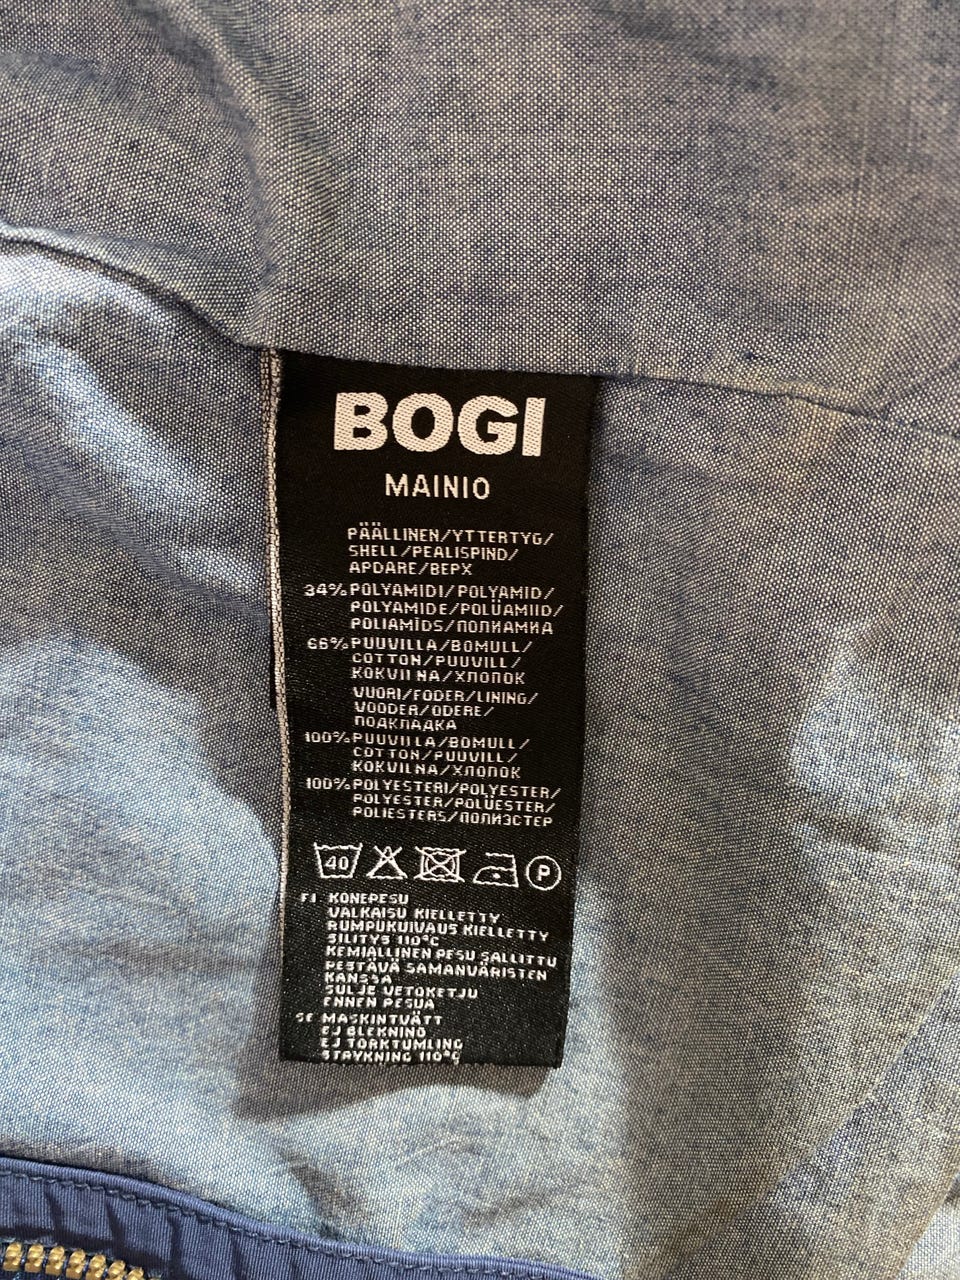 BOGI
MAINIO
PÄÄLLINEN/YTTERTYG/
SHELL/PEALISPIND/
APDARE/ВЕРХ
34% POLYAMIDI/POLYAMID/
POLYAMIDE/POLÜAMIID/
POLIAMĪDS/ПОЛИАМИА
66% PUUVILLA/BOMULL/
COTTON/PUUVILL/
KOKVILNA/ХЛОПОК
VUORI/FODER/LINING/
VOODER/ODERE/
ПОДКЛАДКА
100% PUUVILLA/BOMULL/
COTTON/PUUVILL/
KOKVILNA/ХЛОПОК
100% POLYESTERI/POLYESTER/
POLYESTER/POLÜESTER/
POLIESTERS/ПОЛИЭСТЕР
40 P
FI KONEPESU
VALKAISU KIELLETTY
RUMPUKUIVAUS KIELLETTY
SILITYS 110°C
KEMIALLINEN PESU SALLITTU
PESTÄVÄ SAMANVÄRISTEN
KANSSA
SULJE VETOKETJU
ENNEN PESUA
SE MASKINTVÄTT
EJ BLEKNING
EJ TORKTUMLING
STRYKNING 110°C